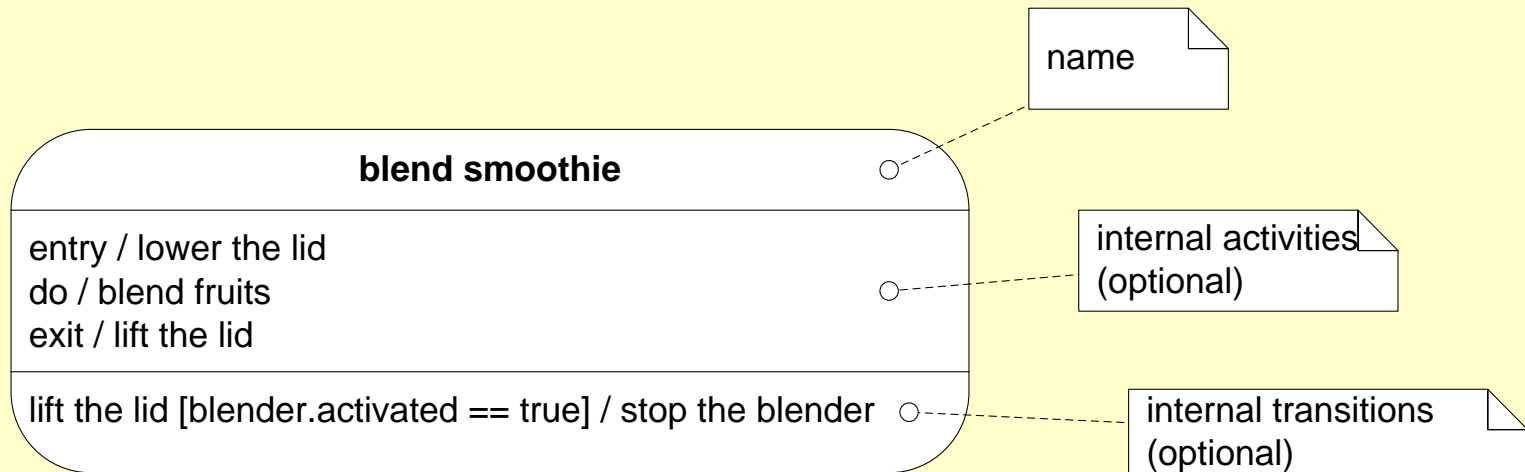 name
blend smoothie
entry / lower the lid
do / blend fruits
exit / lift the lid
internal activities
(optional)
lift the lid [blender.activated == true] / stop the blender
internal transitions
(optional)